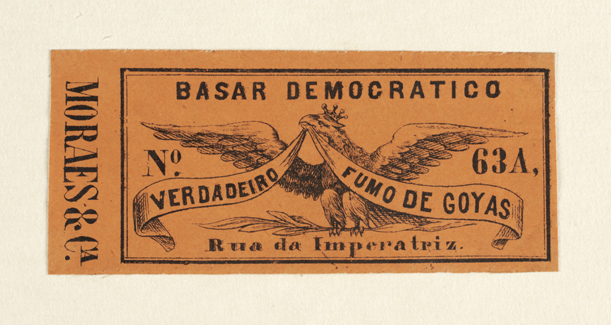 MORAES & Cᴬ.
BASAR DEMOCRATICO
Nº. 63A,
VERDADEIRO FUMO DE GOYAS
Rua da Imperatriz.